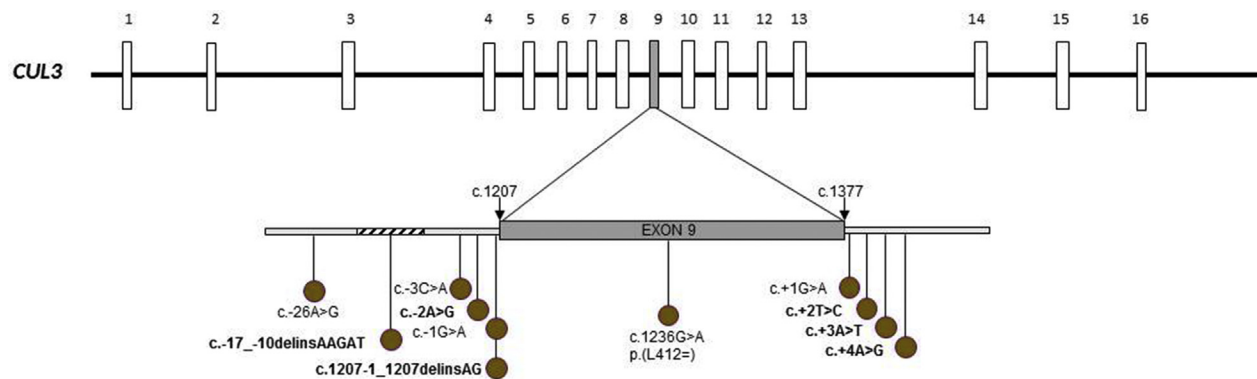 1 2 3 4 5 6 7 8 9 10 11 12 13 14 15 16
CUL3
c.1207 c.1377
EXON 9
c.-26A>G
c.-17_-10delinsAAGAT
c.-3C>A
c.-2A>G
c.-1G>A
c.1207-1_1207delinsAG
c.1236G>A
p.(L412=)
c.+1G>A
c.+2T>C
c.+3A>T
c.+4A>G